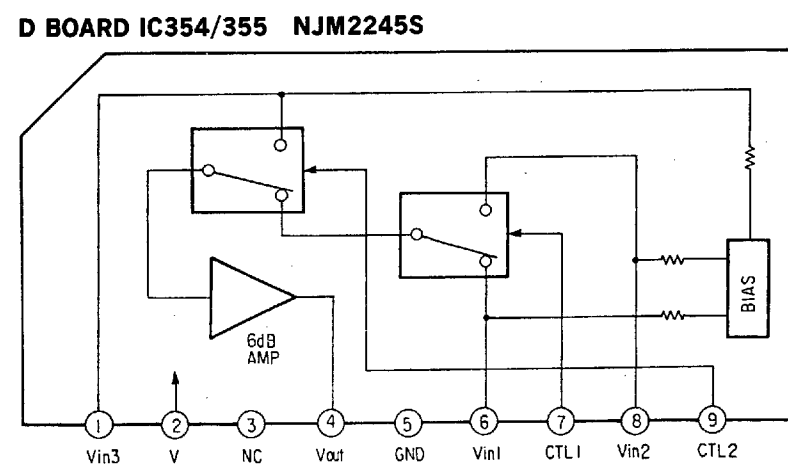 D BOARD IC354/355 NJM2245S
BIAS
6dB
AMP
1 2 3 4 5 6 7 8 9
Vin3 V NC Vout GND Vin1 CTL1 Vin2 CTL2